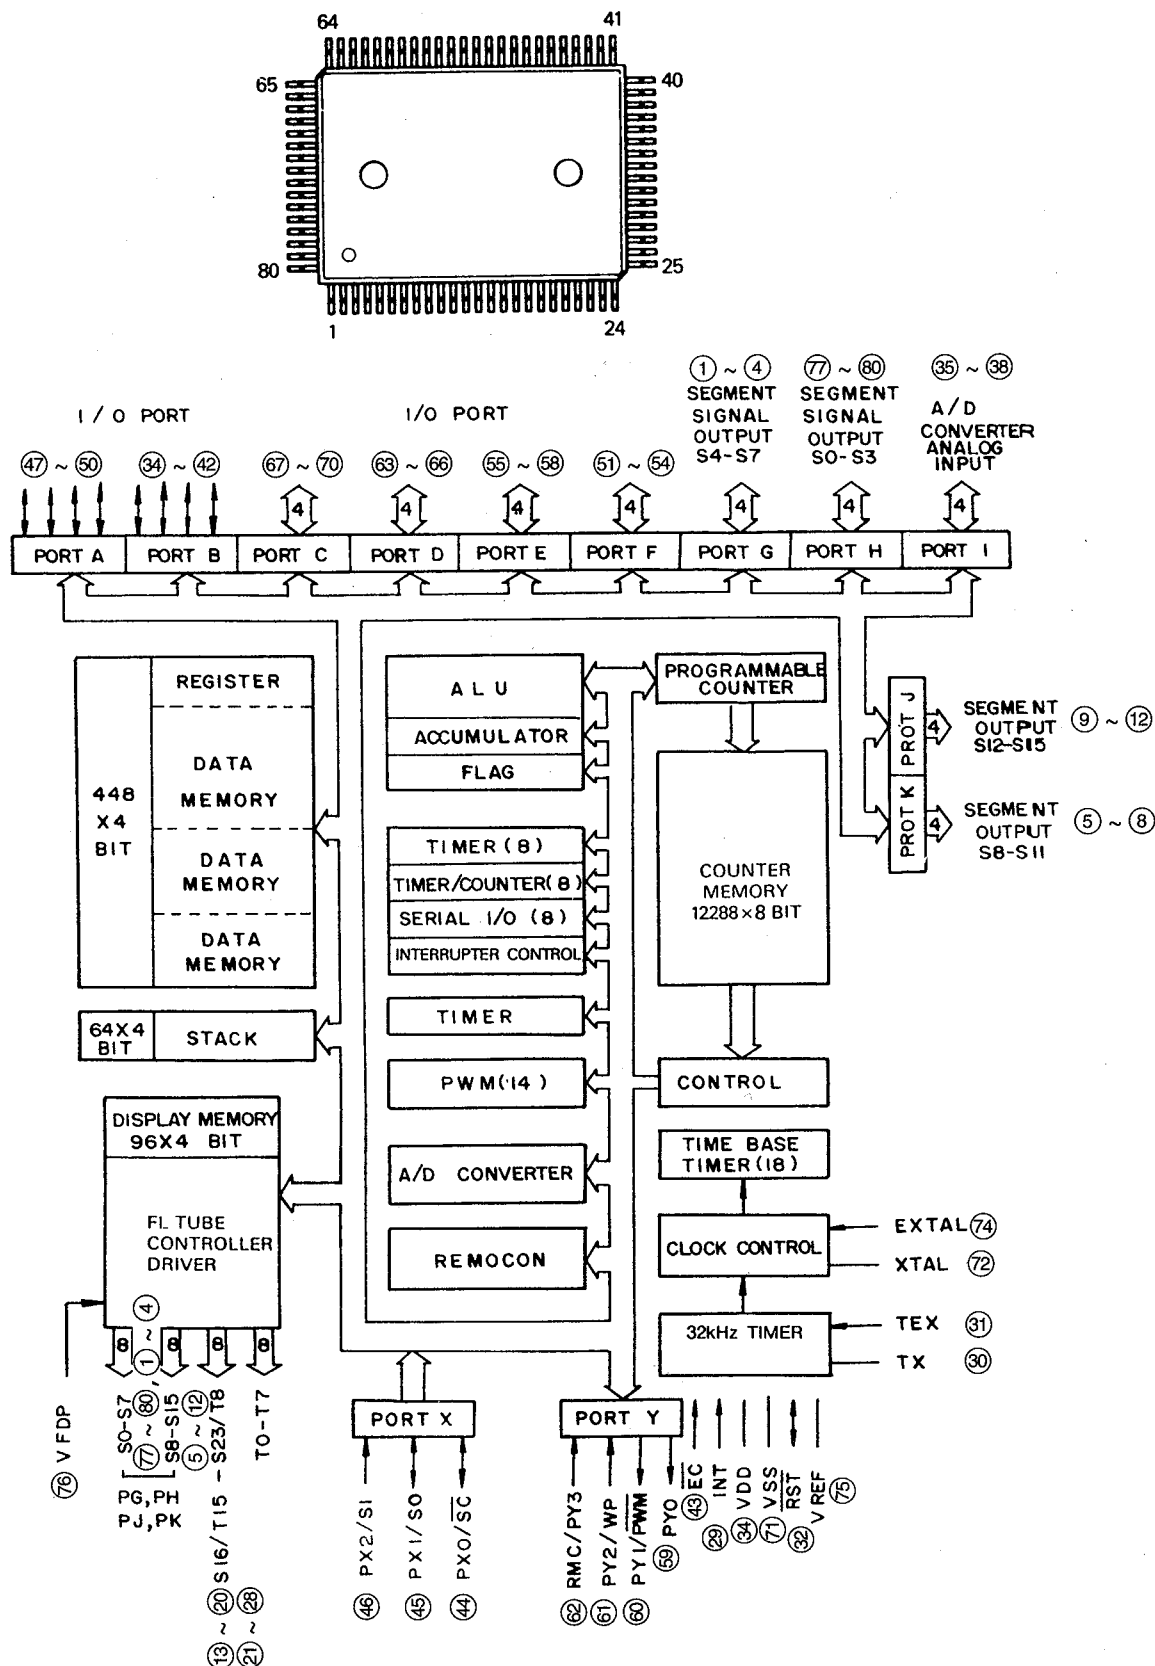 64
41
65
40
80
25
1
24
I/O PORT
I/O PORT
① ~ ④
SEGMENT
SIGNAL
OUTPUT
S4-S7
⑦⑦ ~ ⑧⓪
SEGMENT
SIGNAL
OUTPUT
S0-S3
㉟ ~ ㊳
A/D
CONVERTER
ANALOG
INPUT
㊼ ~ ㊿
㉞ ~ ㊷
67 ~ 70
63 ~ 66
55 ~ 58
51 ~ 54
4 4 4 4 4 4 4
PORT A PORT B PORT C PORT D PORT E PORT F PORT G PORT H PORT I
448
X4
BIT
REGISTER
DATA
MEMORY
DATA
MEMORY
DATA
MEMORY
64X4
BIT
STACK
DISPLAY MEMORY
96X4 BIT
FL TUBE
CONTROLLER
DRIVER
ALU
ACCUMULATOR
FLAG
TIMER (8)
TIMER/COUNTER(8)
SERIAL I/O (8)
INTERRUPTER CONTROL
TIMER
PWM(14)
A/D CONVERTER
REMOCON
PROGRAMMABLE
COUNTER
COUNTER
MEMORY
12288×8 BIT
CONTROL
TIME BASE
TIMER(18)
CLOCK CONTROL
32kHz TIMER
PROT J
4
SEGMENT
OUTPUT
S12-S15
⑨ ~ ⑫
PROT K
4
SEGMENT
OUTPUT
S8-S11
⑤ ~ ⑧
EXTAL 74
XTAL 72
TEX ㉛
TX ㉚
8 8 8 8
76 VFDP
S0-S7
77 ~ 80, ① ~ ④
S8-S15
⑤ ~ ⑫
S16/T15 - S23/T8
⑬ ~ ⑳
T0-T7
㉑ ~ ㉘
PG, PH
PJ, PK
PORT X
㊻ PX2/SI
㊺ PX1/SO
㊹ PX0/SC
PORT Y
62 RMC/PY3
61 PY2/WP
60 PY1/PWM
59 PY0
㊸ EC
㉙ INT
㉞ VDD
71 VSS
㉜ RST
VREF 75